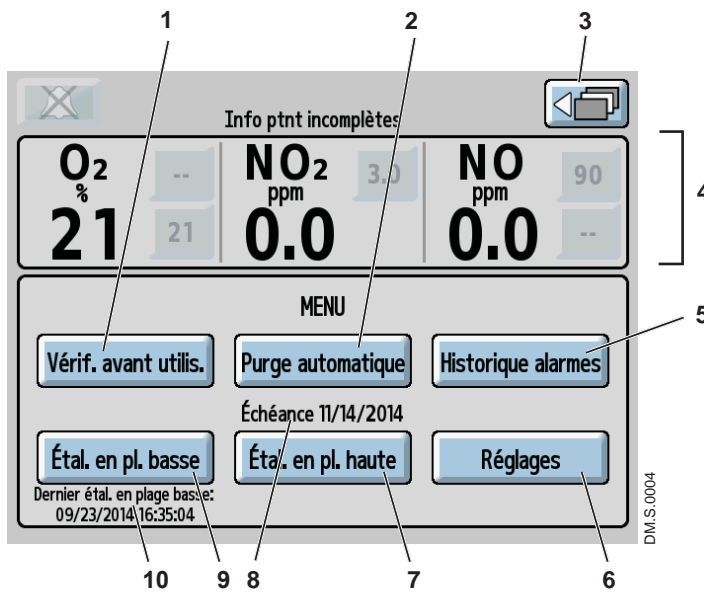 1 2 3
Info ptnt incomplètes
O2 % 21 -- 21
NO2 ppm 0.0 3.0
NO ppm 0.0 90 --
4
MENU
5
Vérif. avant utilis. Purge automatique Historique alarmes
Échéance 11/14/2014
Étal. en pl. basse Étal. en pl. haute Réglages
Dernier étal. en plage basse:
09/23/2014 16:35:04
DM.S.0004
10 9 8 7 6